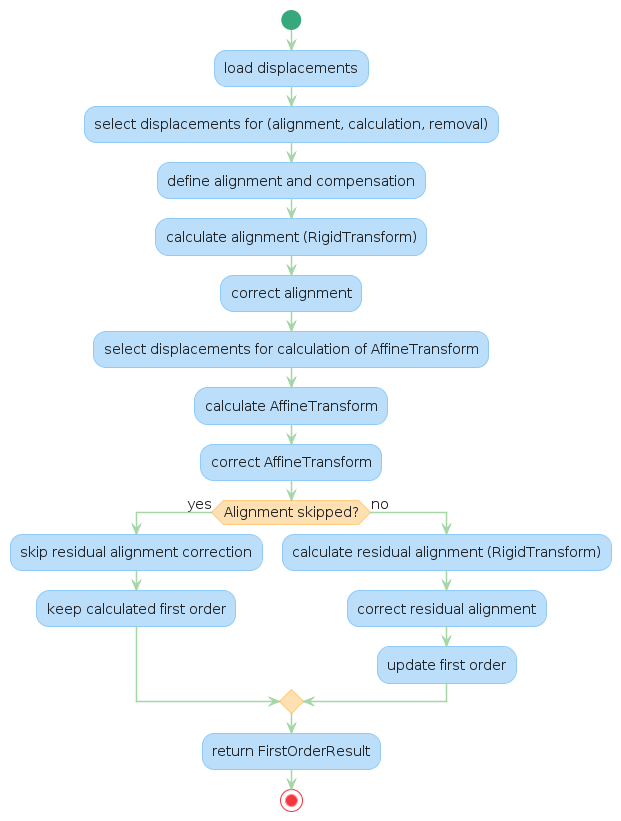 load displacements
select displacements for (alignment, calculation, removal)
define alignment and compensation
calculate alignment (RigidTransform)
correct alignment
select displacements for calculation of AffineTransform
calculate AffineTransform
correct AffineTransform
yes
Alignment skipped?
no
skip residual alignment correction
keep calculated first order
calculate residual alignment (RigidTransform)
correct residual alignment
update first order
return FirstOrderResult